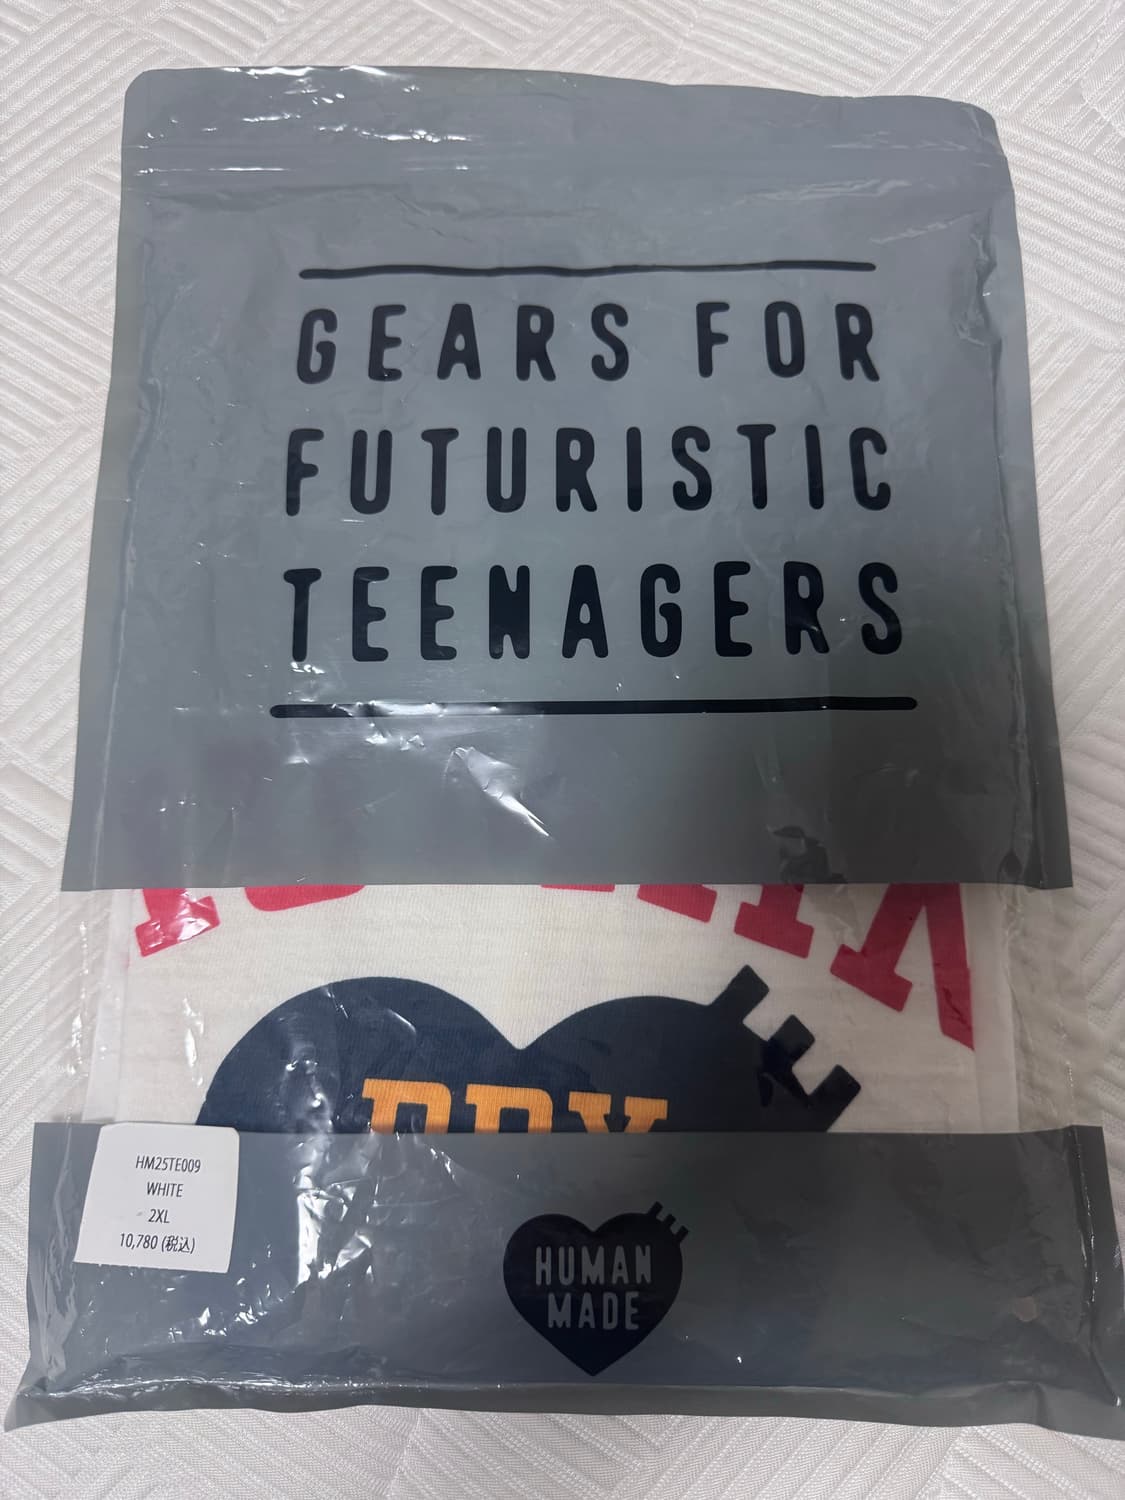 GEARS FOR
FUTURISTIC
TEENAGERS
HM25TE009
WHITE
2XL
10,780 (税込)
HUMAN
MADE